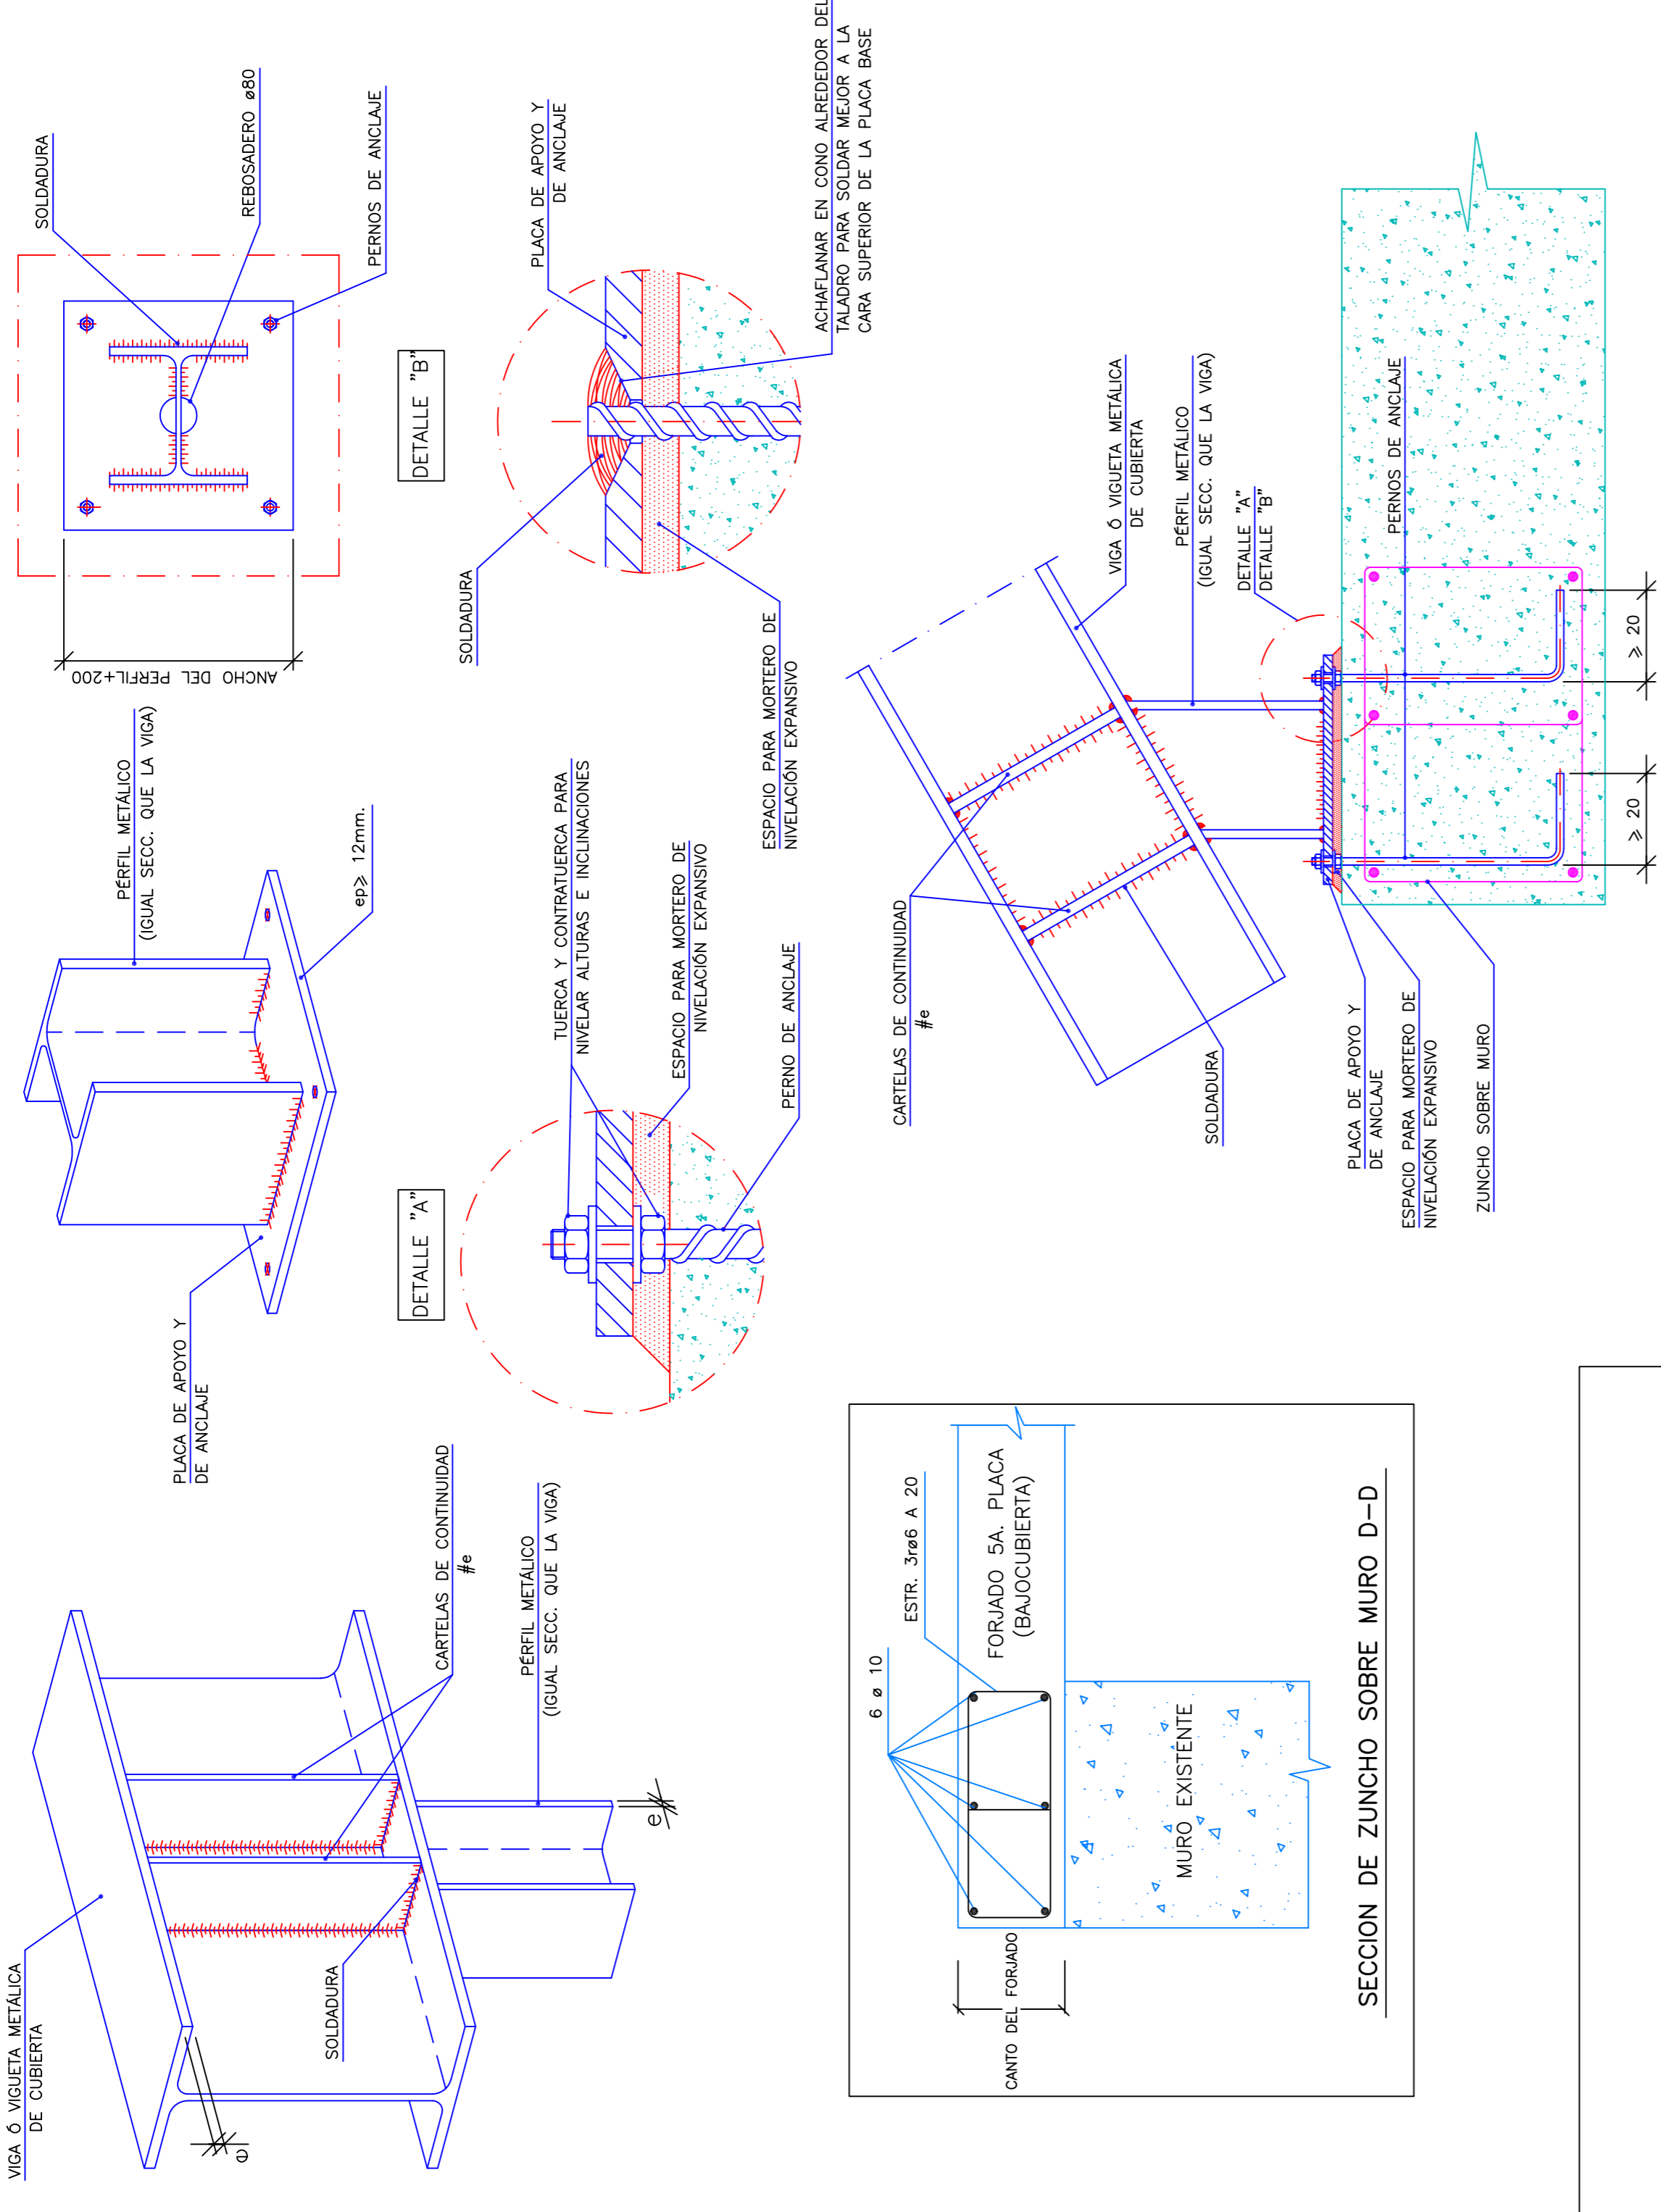 VIGA Ó VIGUETA METÁLICA
DE CUBIERTA
e
SOLDADURA
CARTELAS DE CONTINUIDAD
#e
PÉRFIL METÁLICO
(IGUAL SECC. QUE LA VIGA)
e
PLACA DE APOYO Y
DE ANCLAJE
PÉRFIL METÁLICO
(IGUAL SECC. QUE LA VIGA)
ep≥ 12mm.
ANCHO DEL PERFIL+200
SOLDADURA
REBOSADERO ø80
PERNOS DE ANCLAJE
DETALLE "A"
TUERCA Y CONTRATUERCA PARA
NIVELAR ALTURAS E INCLINACIONES
ESPACIO PARA MORTERO DE
NIVELACIÓN EXPANSIVO
PERNO DE ANCLAJE
DETALLE "B"
SOLDADURA
PLACA DE APOYO Y
DE ANCLAJE
ESPACIO PARA MORTERO DE
NIVELACIÓN EXPANSIVO
ACHAFLANAR EN CONO ALREDEDOR DEL
TALADRO PARA SOLDAR MEJOR A LA
CARA SUPERIOR DE LA PLACA BASE
6 ø 10
ESTR. 3rø6 A 20
FORJADO 5A. PLACA
(BAJOCUBIERTA)
CANTO DEL FORJADO
MURO EXISTENTE
SECCION DE ZUNCHO SOBRE MURO D-D
CARTELAS DE CONTINUIDAD
#e
SOLDADURA
VIGA Ó VIGUETA METÁLICA
DE CUBIERTA
PÉRFIL METÁLICO
(IGUAL SECC. QUE LA VIGA)
DETALLE "A"
DETALLE "B"
PLACA DE APOYO Y
DE ANCLAJE
ESPACIO PARA MORTERO DE
NIVELACIÓN EXPANSIVO
ZUNCHO SOBRE MURO
PERNOS DE ANCLAJE
≥ 20
≥ 20